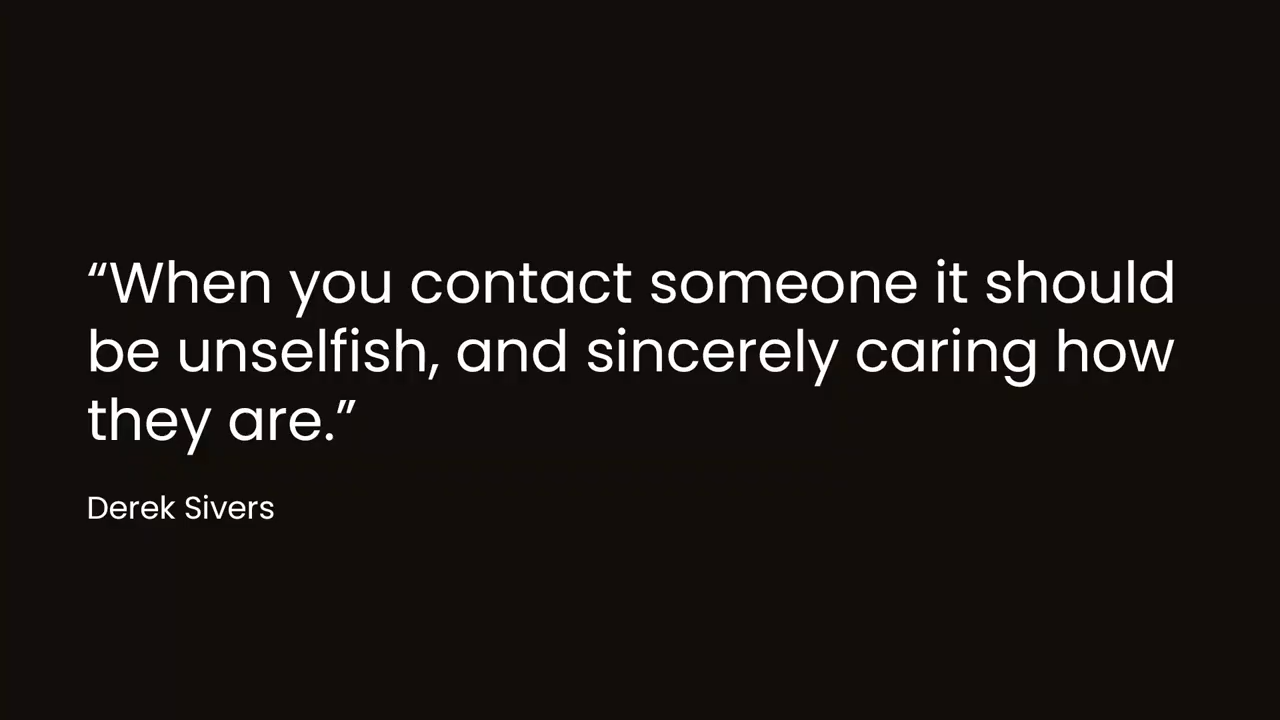 “When you contact someone it should
be unselfish, and sincerely caring how
they are.”
Derek Sivers